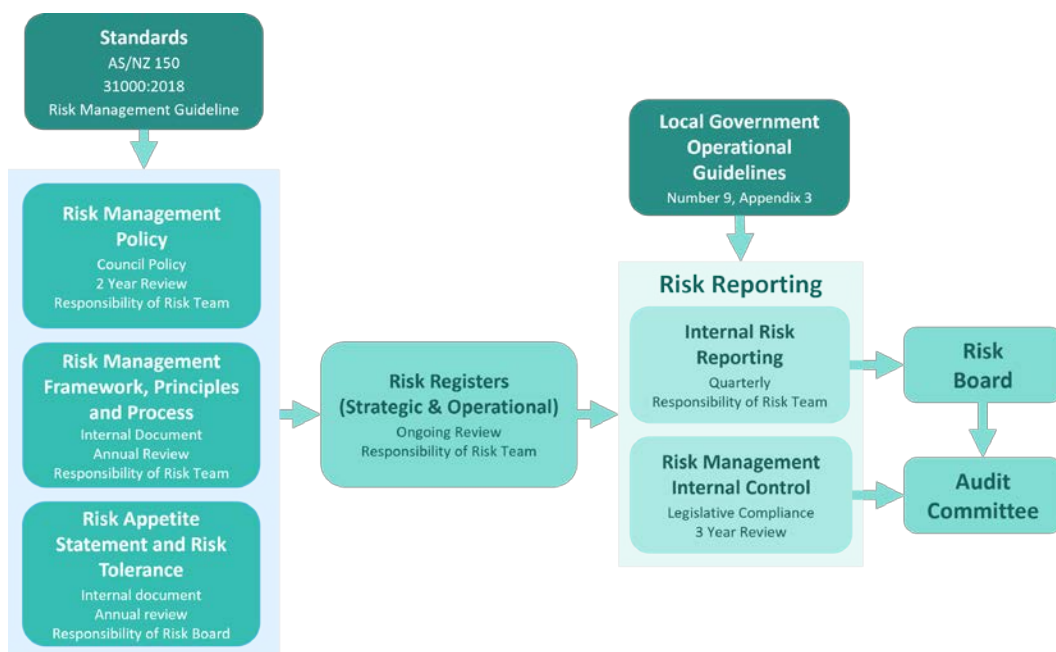 Standards
AS/NZ 150
31000:2018
Risk Management Guideline
Risk Management
Policy
Council Policy
2 Year Review
Responsibility of Risk Team
Risk Management
Framework, Principles
and Process
Internal Document
Annual Review
Responsibility of Risk Team
Risk Appetite
Statement and Risk
Tolerance
Internal document
Annual review
Responsibility of Risk Board
Risk Registers
(Strategic & Operational)
Ongoing Review
Responsibility of Risk Team
Local Government
Operational
Guidelines
Number 9, Appendix 3
Risk Reporting
Internal Risk
Reporting
Quarterly
Responsibility of Risk Team
Risk Management
Internal Control
Legislative Compliance
3 Year Review
Risk
Board
Audit
Committee